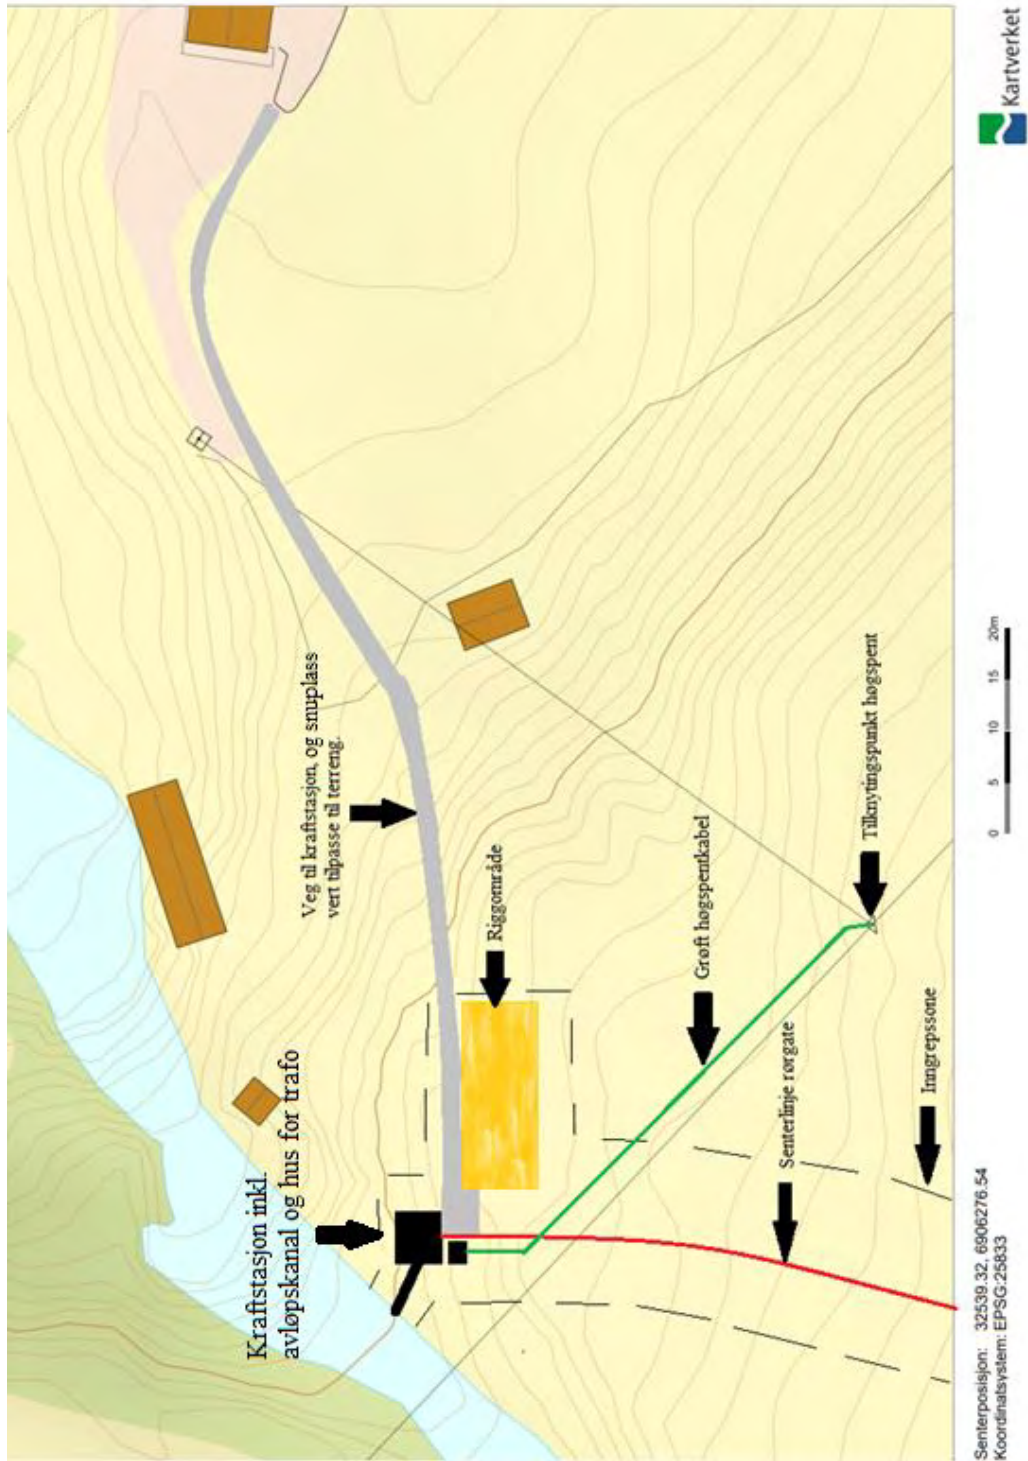 Kartverket
Veg til kraftstasjon, og snuplass
vert tilpasse til terreng.
Kraftstasjon inkl.
avløpskanal og hus for trafo
Riggområde
Grøft høgspentkabel
Tilknytingspunkt høgspent
Senterlinje rørgate
Inngrepssone
0 5 10 15 20m
Senterposisjon: 32539.32, 6906276.54
Koordinatsystem: EPSG:25833